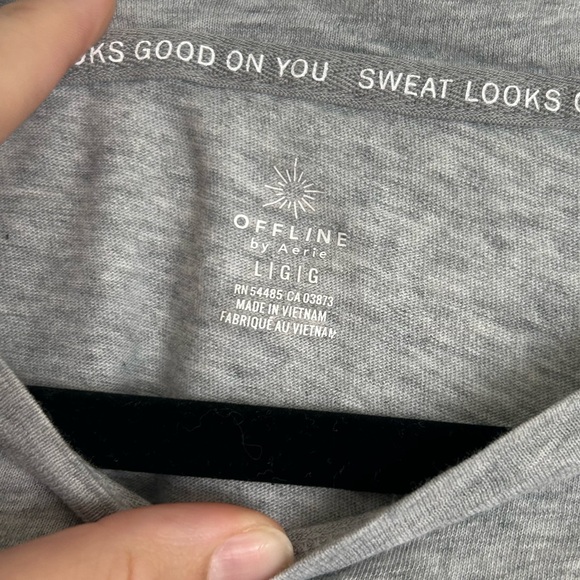 OKS GOOD ON YOU SWEAT LOOKS
OFFLINE
by Aerie
L|G|G
RN 54485 CA 03873
MADE IN VIETNAM
FABRIQUÉ AU VIETNAM